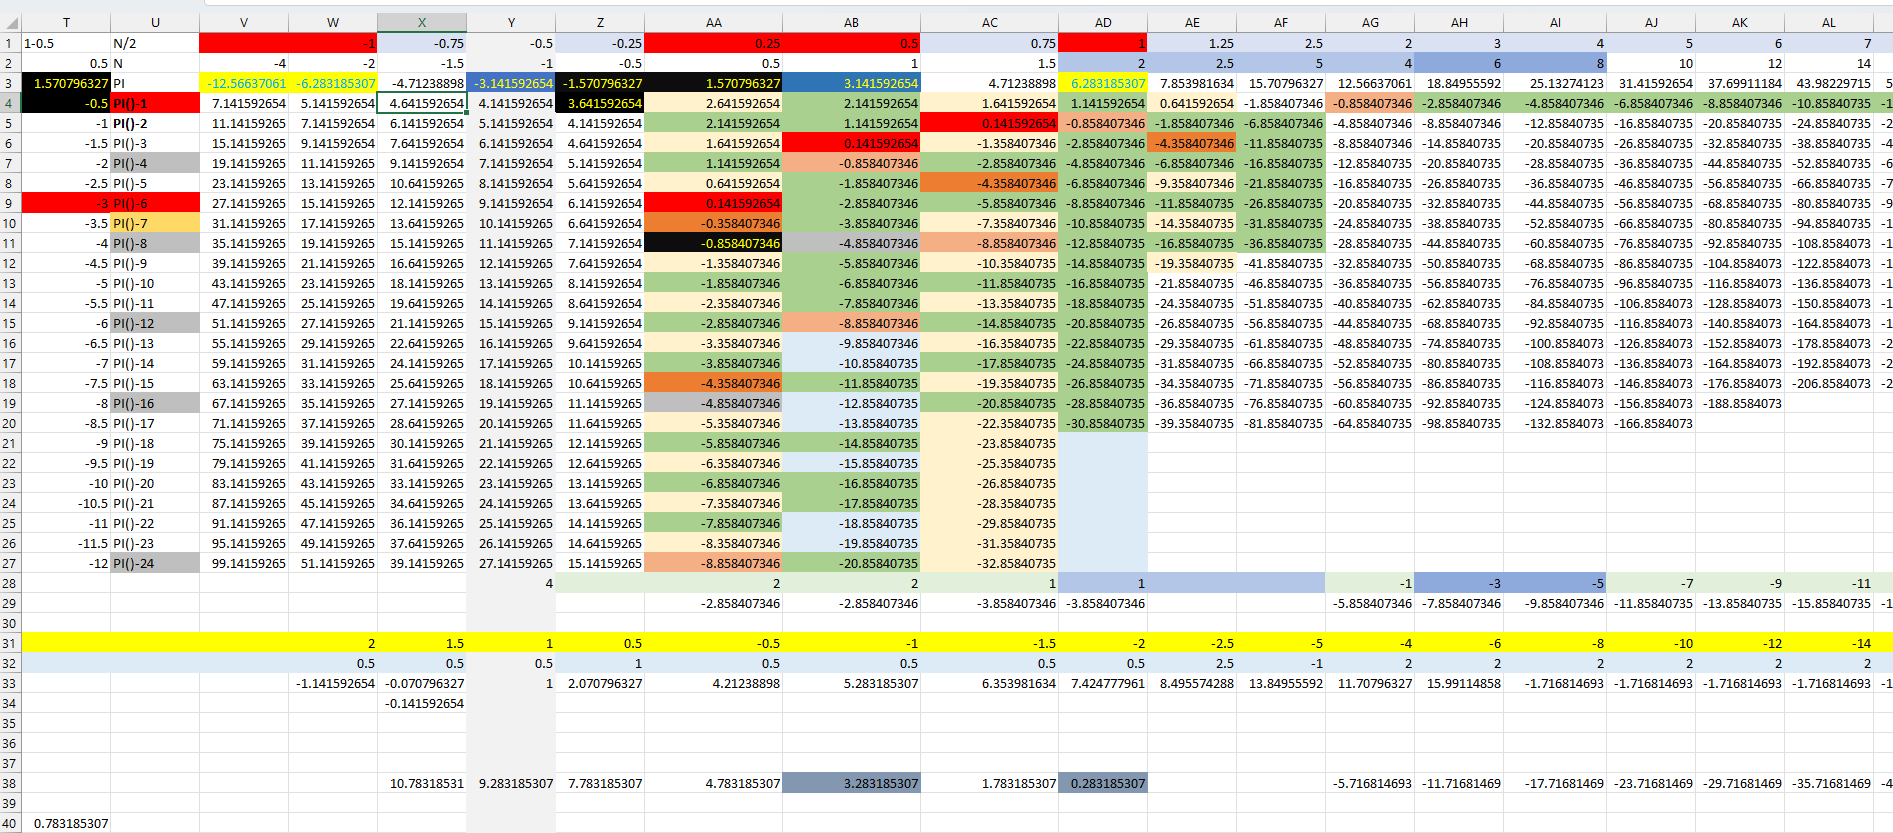 T U V W X Y Z AA AB AC AD AE AF AG AH AI AJ AK AL
1 1-0.5 N/2 -1 -0.75 -0.5 -0.25 0.25 0.5 0.75 1 1.25 2.5 2 3 4 5 6 7
2 0.5 N -4 -2 -1.5 -1 -0.5 0.5 1 1.5 2 2.5 5 4 6 8 10 12 14
3 1.570796327 PI -12.56637061 -6.283185307 -4.71238898 -3.141592654 -1.570796327 1.570796327 3.141592654 4.71238898 6.283185307 7.853981634 15.70796327 12.56637061 18.84955592 25.13274123 31.41592654 37.69911184 43.98229715 5
4 -0.5 PI()-1 7.141592654 5.141592654 4.641592654 4.141592654 3.641592654 2.641592654 2.141592654 1.641592654 1.141592654 0.641592654 -1.858407346 -0.858407346 -2.858407346 -4.858407346 -6.858407346 -8.858407346 -10.85840735 -1
5 -1 PI()-2 11.14159265 7.141592654 6.141592654 5.141592654 4.141592654 2.141592654 1.141592654 0.141592654 -0.858407346 -1.858407346 -6.858407346 -4.858407346 -8.858407346 -12.85840735 -16.85840735 -20.85840735 -24.85840735 -2
6 -1.5 PI()-3 15.14159265 9.141592654 7.641592654 6.141592654 4.641592654 1.641592654 0.141592654 -1.358407346 -2.858407346 -4.358407346 -11.85840735 -8.858407346 -14.85840735 -20.85840735 -26.85840735 -32.85840735 -38.85840735 -4
7 -2 PI()-4 19.14159265 11.14159265 9.141592654 7.141592654 5.141592654 1.141592654 -0.858407346 -2.858407346 -4.858407346 -6.858407346 -16.85840735 -12.85840735 -20.85840735 -28.85840735 -36.85840735 -44.85840735 -52.85840735 -6
8 -2.5 PI()-5 23.14159265 13.14159265 10.64159265 8.141592654 5.641592654 0.641592654 -1.858407346 -4.358407346 -6.858407346 -9.358407346 -21.85840735 -16.85840735 -26.85840735 -36.85840735 -46.85840735 -56.85840735 -66.85840735 -7
9 -3 PI()-6 27.14159265 15.14159265 12.14159265 9.141592654 6.141592654 0.141592654 -2.858407346 -5.858407346 -8.858407346 -11.85840735 -26.85840735 -20.85840735 -32.85840735 -44.85840735 -56.85840735 -68.85840735 -80.85840735 -9
10 -3.5 PI()-7 31.14159265 17.14159265 13.64159265 10.14159265 6.641592654 -0.358407346 -3.858407346 -7.358407346 -10.85840735 -14.35840735 -31.85840735 -24.85840735 -38.85840735 -52.85840735 -66.85840735 -80.85840735 -94.85840735 -1
11 -4 PI()-8 35.14159265 19.14159265 15.14159265 11.14159265 7.141592654 -0.858407346 -4.858407346 -8.858407346 -12.85840735 -16.85840735 -36.85840735 -28.85840735 -44.85840735 -60.85840735 -76.85840735 -92.85840735 -108.8584073 -1
12 -4.5 PI()-9 39.14159265 21.14159265 16.64159265 12.14159265 7.641592654 -1.358407346 -5.858407346 -10.35840735 -14.85840735 -19.35840735 -41.85840735 -32.85840735 -50.85840735 -68.85840735 -86.85840735 -104.8584073 -122.8584073 -1
13 -5 PI()-10 43.14159265 23.14159265 18.14159265 13.14159265 8.141592654 -1.858407346 -6.858407346 -11.85840735 -16.85840735 -21.85840735 -46.85840735 -36.85840735 -56.85840735 -76.85840735 -96.85840735 -116.8584073 -136.8584073 -1
14 -5.5 PI()-11 47.14159265 25.14159265 19.64159265 14.14159265 8.641592654 -2.358407346 -7.858407346 -13.35840735 -18.85840735 -24.35840735 -51.85840735 -40.85840735 -62.85840735 -84.85840735 -106.8584073 -128.8584073 -150.8584073 -1
15 -6 PI()-12 51.14159265 27.14159265 21.14159265 15.14159265 9.141592654 -2.858407346 -8.858407346 -14.85840735 -20.85840735 -26.85840735 -56.85840735 -44.85840735 -68.85840735 -92.85840735 -116.8584073 -140.8584073 -164.8584073 -1
16 -6.5 PI()-13 55.14159265 29.14159265 22.64159265 16.14159265 9.641592654 -3.358407346 -9.858407346 -16.35840735 -22.85840735 -29.35840735 -61.85840735 -48.85840735 -74.85840735 -100.8584073 -126.8584073 -152.8584073 -178.8584073 -2
17 -7 PI()-14 59.14159265 31.14159265 24.14159265 17.14159265 10.14159265 -3.858407346 -10.85840735 -17.85840735 -24.85840735 -31.85840735 -66.85840735 -52.85840735 -80.85840735 -108.8584073 -136.8584073 -164.8584073 -192.8584073 -2
18 -7.5 PI()-15 63.14159265 33.14159265 25.64159265 18.14159265 10.64159265 -4.358407346 -11.85840735 -19.35840735 -26.85840735 -34.35840735 -71.85840735 -56.85840735 -86.85840735 -116.8584073 -146.8584073 -176.8584073 -206.8584073 -2
19 -8 PI()-16 67.14159265 35.14159265 27.14159265 19.14159265 11.14159265 -4.858407346 -12.85840735 -20.85840735 -28.85840735 -36.85840735 -76.85840735 -60.85840735 -92.85840735 -124.8584073 -156.8584073 -188.8584073
20 -8.5 PI()-17 71.14159265 37.14159265 28.64159265 20.14159265 11.64159265 -5.358407346 -13.85840735 -22.35840735 -30.85840735 -39.35840735 -81.85840735 -64.85840735 -98.85840735 -132.8584073 -166.8584073
21 -9 PI()-18 75.14159265 39.14159265 30.14159265 21.14159265 12.14159265 -5.858407346 -14.85840735 -23.85840735
22 -9.5 PI()-19 79.14159265 41.14159265 31.64159265 22.14159265 12.64159265 -6.358407346 -15.85840735 -25.35840735
23 -10 PI()-20 83.14159265 43.14159265 33.14159265 23.14159265 13.14159265 -6.858407346 -16.85840735 -26.85840735
24 -10.5 PI()-21 87.14159265 45.14159265 34.64159265 24.14159265 13.64159265 -7.358407346 -17.85840735 -28.35840735
25 -11 PI()-22 91.14159265 47.14159265 36.14159265 25.14159265 14.14159265 -7.858407346 -18.85840735 -29.85840735
26 -11.5 PI()-23 95.14159265 49.14159265 37.64159265 26.14159265 14.64159265 -8.358407346 -19.85840735 -31.35840735
27 -12 PI()-24 99.14159265 51.14159265 39.14159265 27.14159265 15.14159265 -8.858407346 -20.85840735 -32.85840735
28 4 2 2 1 1 -1 -3 -5 -7 -9 -11
29 -2.858407346 -2.858407346 -3.858407346 -3.858407346 -5.858407346 -7.858407346 -9.858407346 -11.85840735 -13.85840735 -15.85840735 -1
30
31 2 1.5 1 0.5 -0.5 -1 -1.5 -2 -2.5 -5 -4 -6 -8 -10 -12 -14
32 0.5 0.5 0.5 1 0.5 0.5 0.5 0.5 2.5 -1 2 2 2 2 2 2
33 -1.141592654 -0.070796327 1 2.070796327 4.21238898 5.283185307 6.353981634 7.424777961 8.495574288 13.84955592 11.70796327 15.99114858 -1.716814693 -1.716814693 -1.716814693 -1.716814693 -1
34 -0.141592654
35
36
37
38 10.78318531 9.283185307 7.783185307 4.783185307 3.283185307 1.783185307 0.283185307 -5.716814693 -11.71681469 -17.71681469 -23.71681469 -29.71681469 -35.71681469 -4
39
40 0.783185307